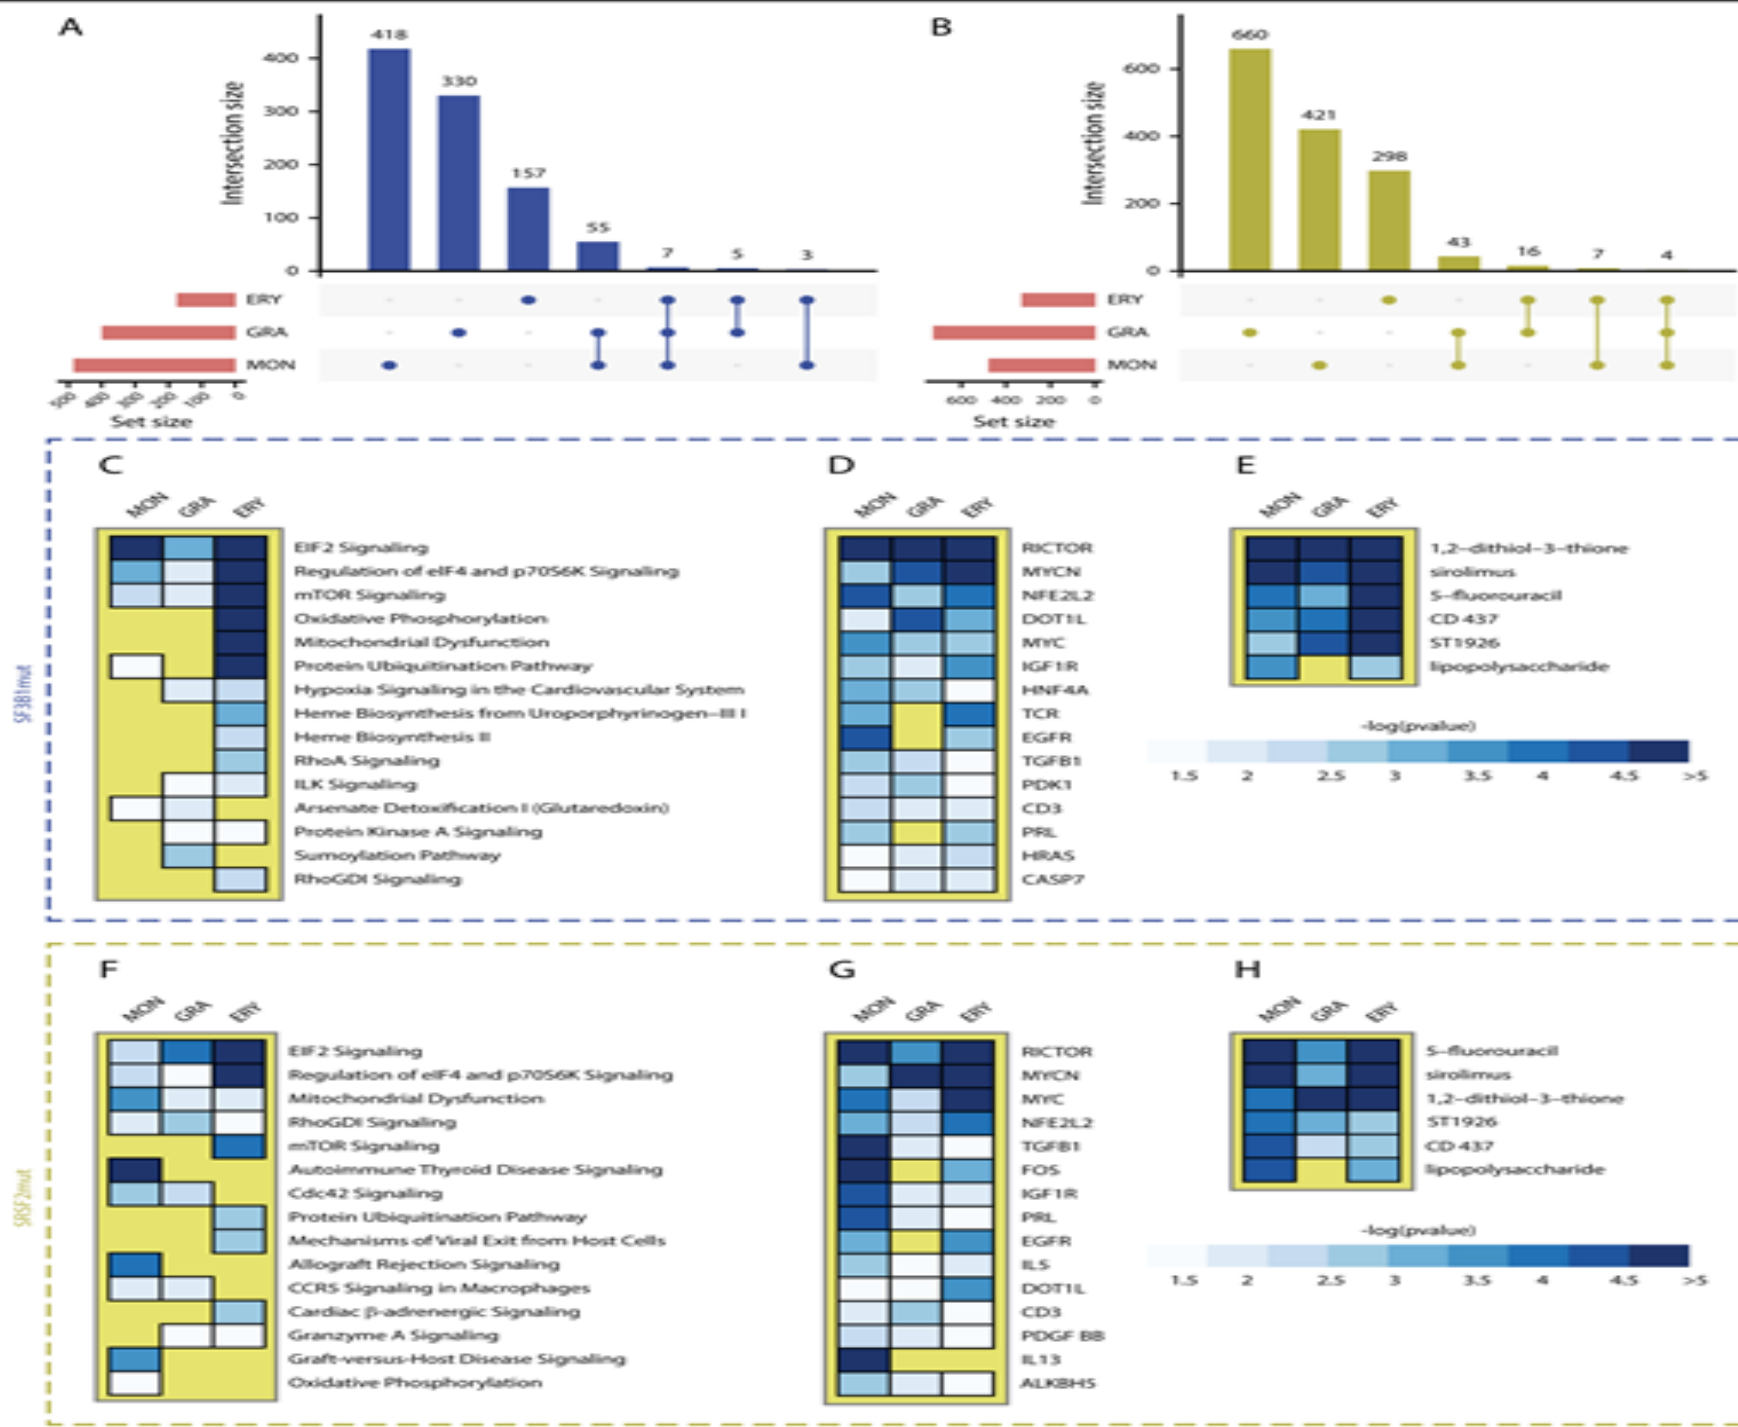 A
418
330
157
55
7
5
3
400
300
200
100
0
Intersection size
ERY
GRA
MON
500
400
300
200
100
0
Set size
B
660
421
298
43
16
7
4
600
400
200
0
Intersection size
ERY
GRA
MON
600
400
200
0
Set size
SF3B1mut
C
MON
GRA
ERY
EIF2 Signaling
Regulation of eIF4 and p70S6K Signaling
mTOR Signaling
Oxidative Phosphorylation
Mitochondrial Dysfunction
Protein Ubiquitination Pathway
Hypoxia Signaling in the Cardiovascular System
Heme Biosynthesis from Uroporphyrinogen-III I
Heme Biosynthesis II
RhoA Signaling
ILK Signaling
Arsenate Detoxification I (Glutaredoxin)
Protein Kinase A Signaling
Sumoylation Pathway
RhoGDI Signaling
D
MON
GRA
ERY
RICTOR
MYCN
NFE2L2
DOT1L
MYC
IGF1R
HNF4A
TCR
EGFR
TGFB1
PDK1
CD3
PRL
HRAS
CASP7
E
MON
GRA
ERY
1,2-dithiol-3-thione
sirolimus
5-fluorouracil
CD 437
ST1926
lipopolysaccharide
-log(pvalue)
1.5 2 2.5 3 3.5 4 4.5 >5
SRSF2mut
F
MON
GRA
ERY
EIF2 Signaling
Regulation of eIF4 and p70S6K Signaling
Mitochondrial Dysfunction
RhoGDI Signaling
mTOR Signaling
Autoimmune Thyroid Disease Signaling
Cdc42 Signaling
Protein Ubiquitination Pathway
Mechanisms of Viral Exit from Host Cells
Allograft Rejection Signaling
CCR5 Signaling in Macrophages
Cardiac β-adrenergic Signaling
Granzyme A Signaling
Graft-versus-Host Disease Signaling
Oxidative Phosphorylation
G
MON
GRA
ERY
RICTOR
MYCN
MYC
NFE2L2
TGFB1
FOS
IGF1R
PRL
EGFR
IL5
DOT1L
CD3
PDGF BB
IL13
ALKBH5
H
MON
GRA
ERY
5-fluorouracil
sirolimus
1,2-dithiol-3-thione
ST1926
CD 437
lipopolysaccharide
-log(pvalue)
1.5 2 2.5 3 3.5 4 4.5 >5